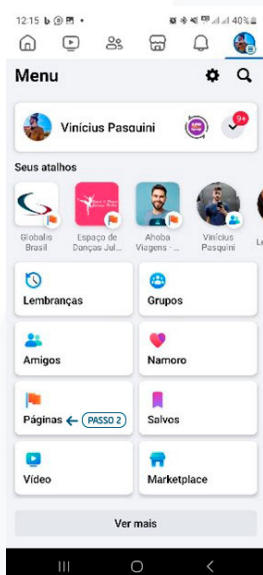 12:15
40%
Menu
Vinícius Pasquini
9+
Seus atalhos
Globalis Brasil
Espaço de Danças Jul...
Ahoba Viagens - ...
Vinícius Pasquini
Lembranças
Grupos
Amigos
Namoro
Páginas
PASSO 2
Salvos
Vídeo
Marketplace
Ver mais